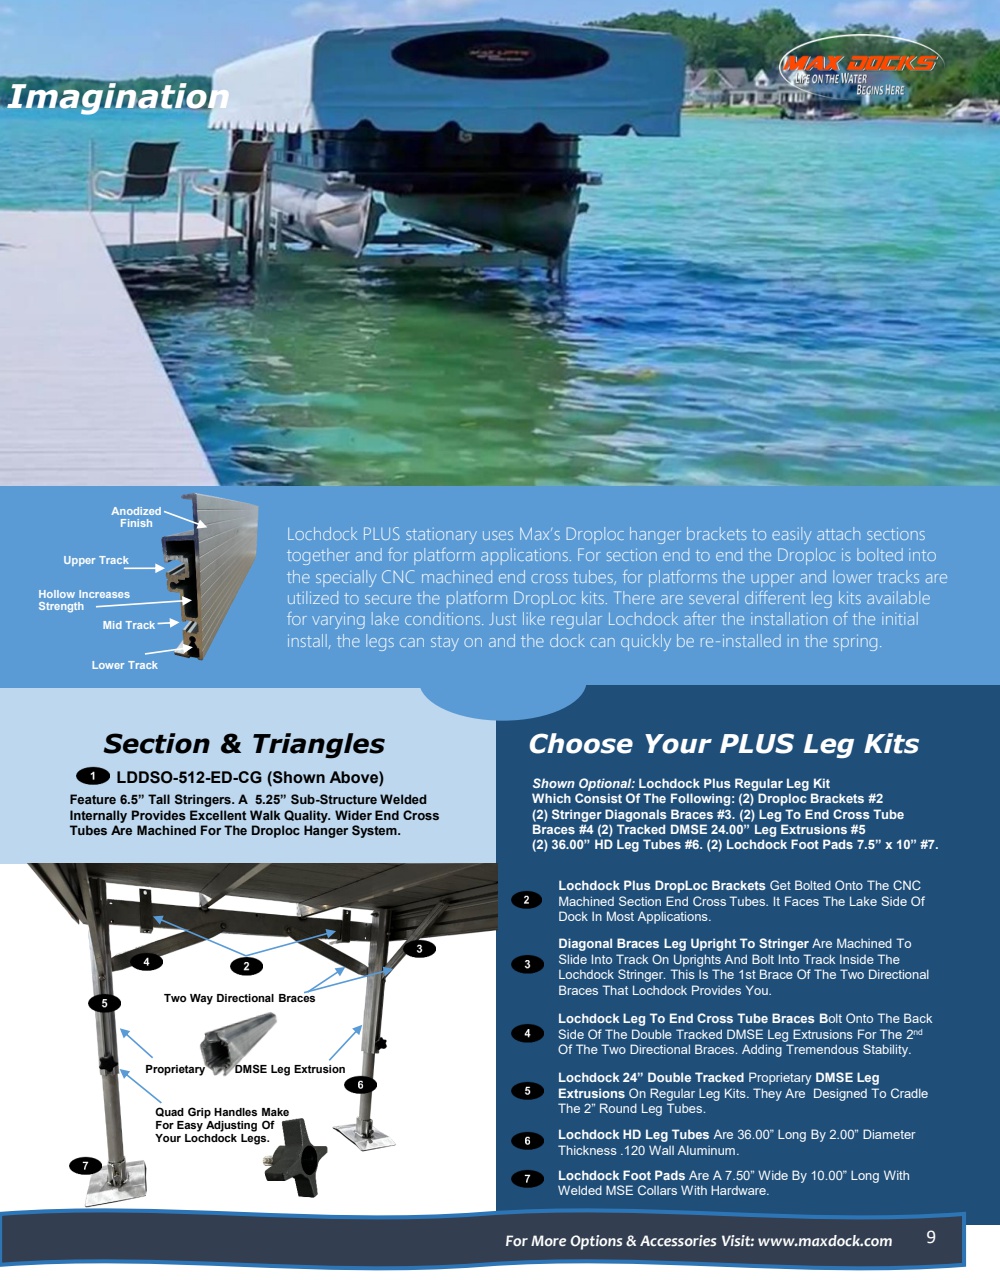 MAX DOCKS
LIFE ON THE WATER
BEGINS HERE
Imagination
Anodized
Finish
Upper Track
Hollow Increases
Strength
Mid Track
Lower Track
Lochdock PLUS stationary uses Max's Droploc hanger brackets to easily attach sections
together and for platform applications. For section end to end the Droploc is bolted into
the specially CNC machined end cross tubes, for platforms the upper and lower tracks are
utilized to secure the platform DropLoc kits. There are several different leg kits available
for varying lake conditions. Just like regular Lochdock after the installation of the initial
install, the legs can stay on and the dock can quickly be re-installed in the spring.
Section & Triangles
1 LDDSO-512-ED-CG (Shown Above)
Feature 6.5” Tall Stringers. A 5.25” Sub-Structure Welded
Internally Provides Excellent Walk Quality. Wider End Cross
Tubes Are Machined For The Droploc Hanger System.
3
4
2
Two Way Directional Braces
5
Proprietary DMSE Leg Extrusion
6
Quad Grip Handles Make
For Easy Adjusting Of
Your Lochdock Legs.
7
Choose Your PLUS Leg Kits
Shown Optional: Lochdock Plus Regular Leg Kit
Which Consist Of The Following: (2) Droploc Brackets #2
(2) Stringer Diagonals Braces #3. (2) Leg To End Cross Tube
Braces #4 (2) Tracked DMSE 24.00” Leg Extrusions #5
(2) 36.00” HD Leg Tubes #6. (2) Lochdock Foot Pads 7.5” x 10” #7.
2
Lochdock Plus DropLoc Brackets Get Bolted Onto The CNC
Machined Section End Cross Tubes. It Faces The Lake Side Of
Dock In Most Applications.
3
Diagonal Braces Leg Upright To Stringer Are Machined To
Slide Into Track On Uprights And Bolt Into Track Inside The
Lochdock Stringer. This Is The 1st Brace Of The Two Directional
Braces That Lochdock Provides You.
4
Lochdock Leg To End Cross Tube Braces Bolt Onto The Back
Side Of The Double Tracked DMSE Leg Extrusions For The 2nd
Of The Two Directional Braces. Adding Tremendous Stability.
5
Lochdock 24” Double Tracked Proprietary DMSE Leg
Extrusions On Regular Leg Kits. They Are Designed To Cradle
The 2” Round Leg Tubes.
6
Lochdock HD Leg Tubes Are 36.00” Long By 2.00” Diameter
Thickness .120 Wall Aluminum.
7
Lochdock Foot Pads Are A 7.50” Wide By 10.00” Long With
Welded MSE Collars With Hardware.
For More Options & Accessories Visit: www.maxdock.com 9